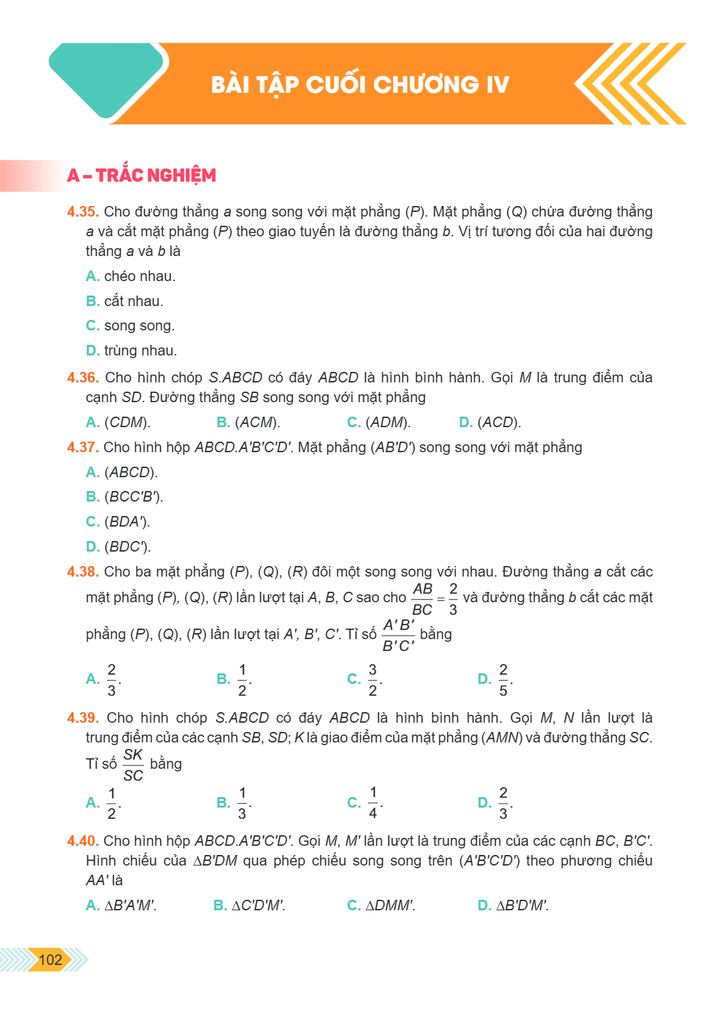 BÀI TẬP CUỐI CHƯƠNG IV
A – TRẮC NGHIỆM
4.35. Cho đường thẳng a song song với mặt phẳng (P). Mặt phẳng (Q) chứa đường thẳng
a và cắt mặt phẳng (P) theo giao tuyến là đường thẳng b. Vị trí tương đối của hai đường
thẳng a và b là
A. chéo nhau.
B. cắt nhau.
C. song song.
D. trùng nhau.
4.36. Cho hình chóp S.ABCD có đáy ABCD là hình bình hành. Gọi M là trung điểm của
cạnh SD. Đường thẳng SB song song với mặt phẳng
A. (CDM). B. (ACM). C. (ADM). D. (ACD).
4.37. Cho hình hộp ABCD.A'B'C'D'. Mặt phẳng (AB'D') song song với mặt phẳng
A. (ABCD).
B. (BCC'B').
C. (BDA').
D. (BDC').
4.38. Cho ba mặt phẳng (P), (Q), (R) đôi một song song với nhau. Đường thẳng a cắt các
mặt phẳng (P), (Q), (R) lần lượt tại A, B, C sao cho AB/BC = 2/3 và đường thẳng b cắt các mặt
phẳng (P), (Q), (R) lần lượt tại A', B', C'. Tỉ số A'B'/B'C' bằng
A. 2/3. B. 1/2. C. 3/2. D. 2/5.
4.39. Cho hình chóp S.ABCD có đáy ABCD là hình bình hành. Gọi M, N lần lượt là
trung điểm của các cạnh SB, SD; K là giao điểm của mặt phẳng (AMN) và đường thẳng SC.
Tỉ số SK/SC bằng
A. 1/2. B. 1/3. C. 1/4. D. 2/3.
4.40. Cho hình hộp ABCD.A'B'C'D'. Gọi M, M' lần lượt là trung điểm của các cạnh BC, B'C'.
Hình chiếu của ∆B'DM qua phép chiếu song song trên (A'B'C'D') theo phương chiếu
AA' là
A. ∆B'A'M'. B. ∆C'D'M'. C. ∆DMM'. D. ∆B'D'M'.
102